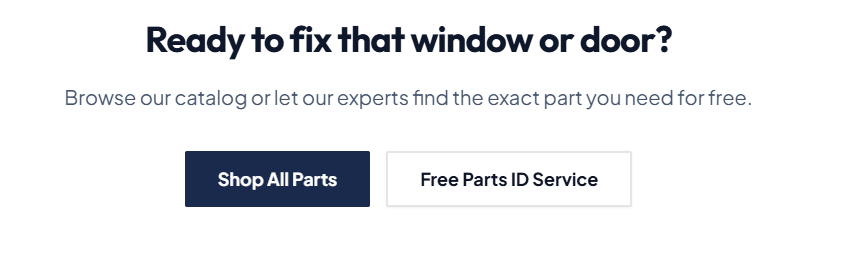 Ready to fix that window or door?
Browse our catalog or let our experts find the exact part you need for free.
Shop All Parts
Free Parts ID Service